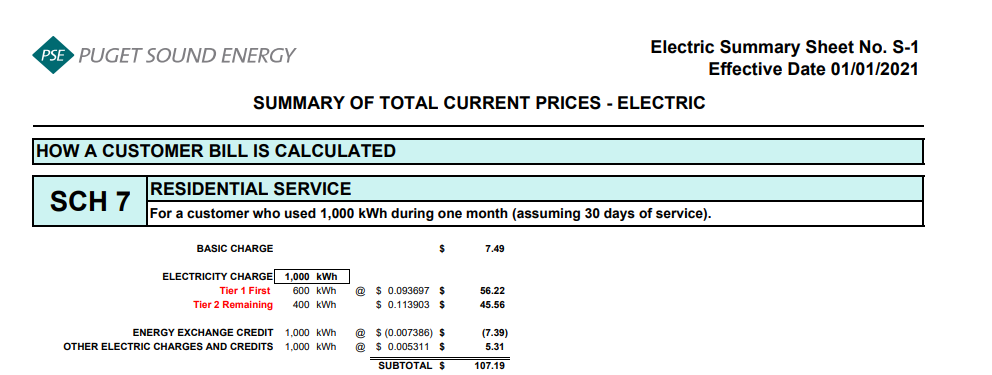 PSE PUGET SOUND ENERGY
Electric Summary Sheet No. S-1
Effective Date 01/01/2021
SUMMARY OF TOTAL CURRENT PRICES - ELECTRIC
HOW A CUSTOMER BILL IS CALCULATED
SCH 7
RESIDENTIAL SERVICE
For a customer who used 1,000 kWh during one month (assuming 30 days of service).
BASIC CHARGE $ 7.49
ELECTRICITY CHARGE 1,000 kWh
Tier 1 First 600 kWh @ $ 0.093697 $ 56.22
Tier 2 Remaining 400 kWh $ 0.113903 $ 45.56
ENERGY EXCHANGE CREDIT 1,000 kWh @ $ (0.007386) $ (7.39)
OTHER ELECTRIC CHARGES AND CREDITS 1,000 kWh @ $ 0.005311 $ 5.31
SUBTOTAL $ 107.19